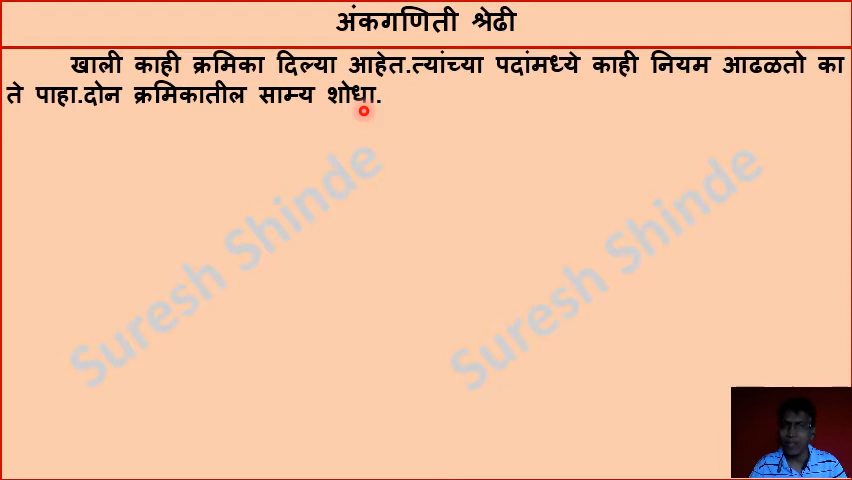 अंकगणिती श्रेढी
खाली काही क्रमिका दिल्या आहेत.त्यांच्या पदांमध्ये काही नियम आढळतो का
ते पाहा.दोन क्रमिकातील साम्य शोधा.
Suresh Shinde
Suresh Shinde